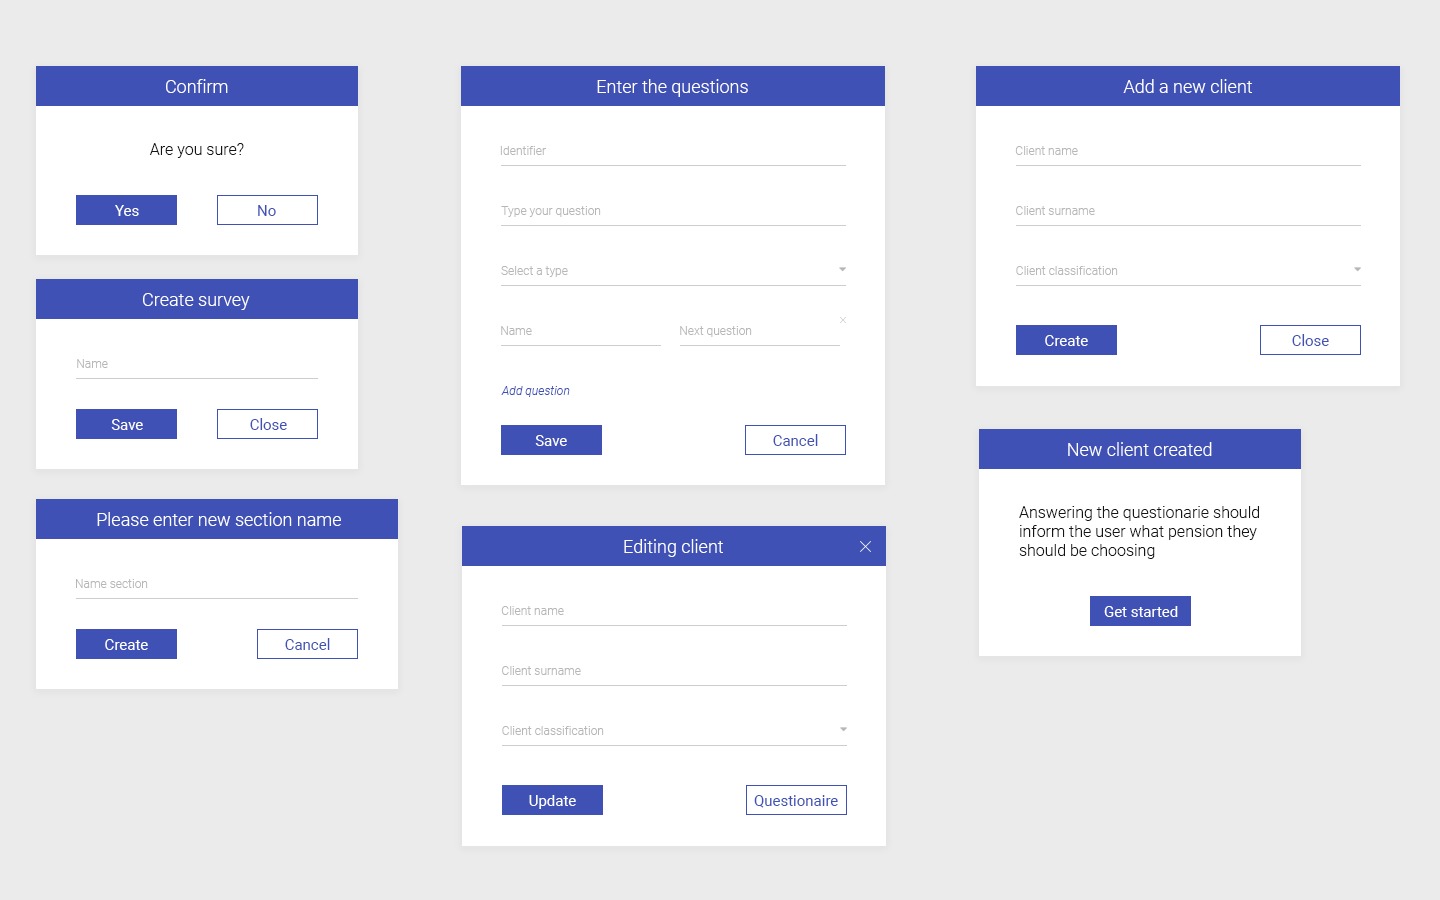 Confirm
Are you sure?
Yes
No
Create survey
Name
Save
Close
Please enter new section name
Name section
Create
Cancel
Enter the questions
Identifier
Type your question
Select a type
Name
Next question
Add question
Save
Cancel
Editing client
Client name
Client surname
Client classification
Update
Questionaire
Add a new client
Client name
Client surname
Client classification
Create
Close
New client created
Answering the questionarie should
inform the user what pension they
should be choosing
Get started